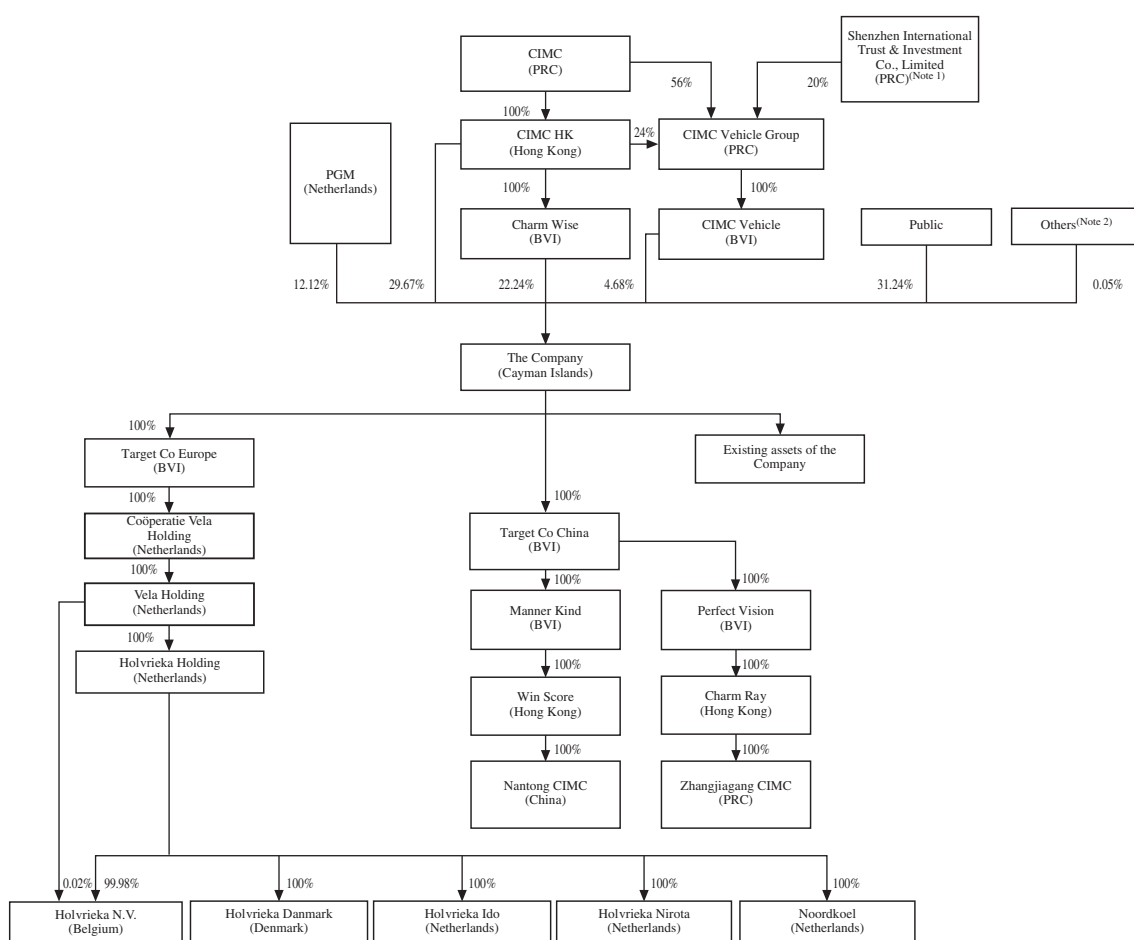 CIMC
(PRC)
Shenzhen International
Trust & Investment
Co., Limited
(PRC)(Note 1)
56%
20%
100%
PGM
(Netherlands)
CIMC HK
(Hong Kong)
24%
CIMC Vehicle Group
(PRC)
100%
100%
Charm Wise
(BVI)
CIMC Vehicle
(BVI)
Public
Others(Note 2)
12.12%
29.67%
22.24%
4.68%
31.24%
0.05%
The Company
(Cayman Islands)
100%
Target Co Europe
(BVI)
Existing assets of the
Company
100%
100%
Coöperatie Vela
Holding
(Netherlands)
Target Co China
(BVI)
100%
100%
100%
Vela Holding
(Netherlands)
Manner Kind
(BVI)
Perfect Vision
(BVI)
100%
Holvrieka Holding
(Netherlands)
100%
100%
Win Score
(Hong Kong)
Charm Ray
(Hong Kong)
100%
100%
Nantong CIMC
(China)
Zhangjiagang CIMC
(PRC)
0.02%
99.98%
100%
100%
100%
100%
Holvrieka N.V.
(Belgium)
Holvrieka Danmark
(Denmark)
Holvrieka Ido
(Netherlands)
Holvrieka Nirota
(Netherlands)
Noordkoel
(Netherlands)